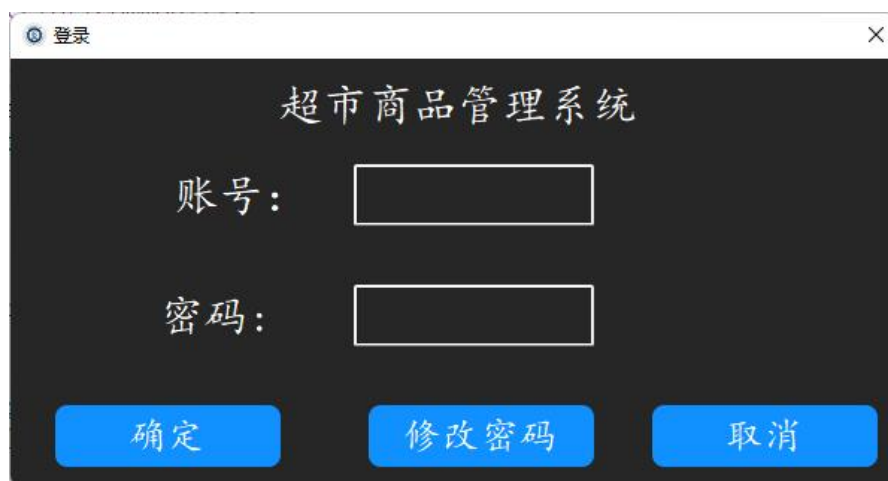 登录
超市商品管理系统
账号：
密码：
确定 修改密码 取消